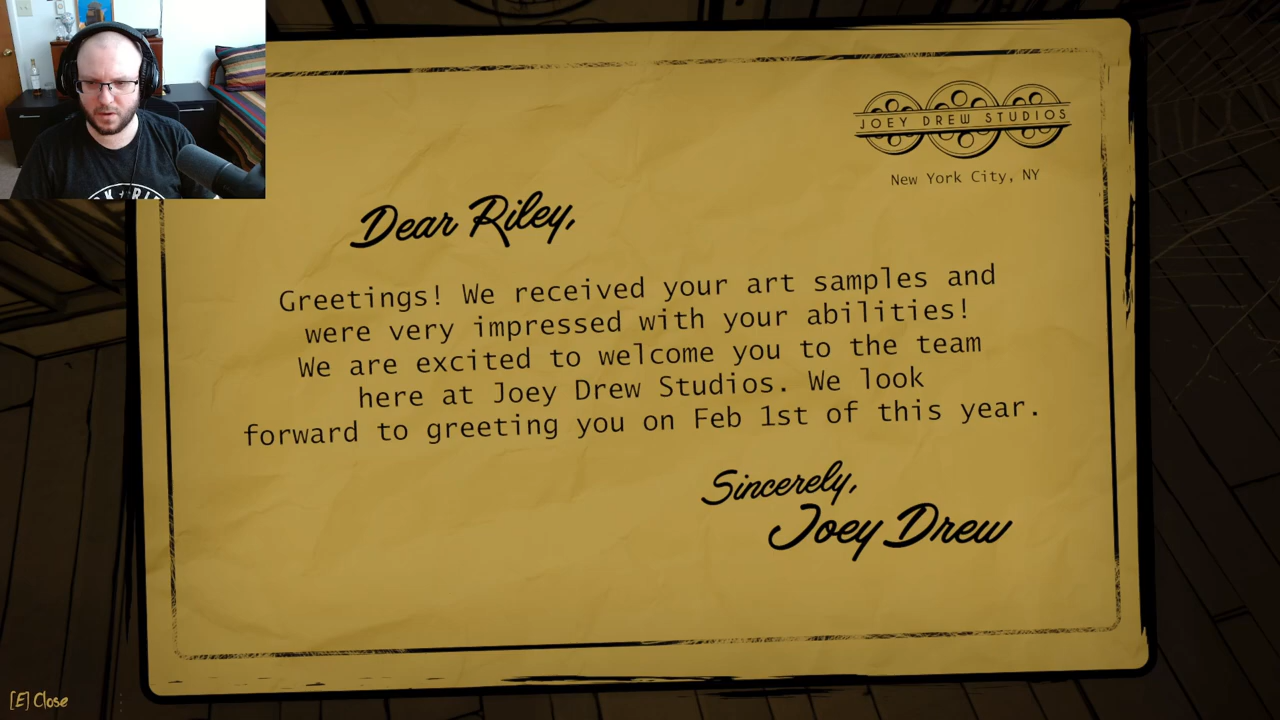 JOEY DREW STUDIOS
New York City, NY
Dear Riley,
Greetings! We received your art samples and
were very impressed with your abilities!
We are excited to welcome you to the team
here at Joey Drew Studios. We look
forward to greeting you on Feb 1st of this year.
Sincerely,
Joey Drew
[E] Close